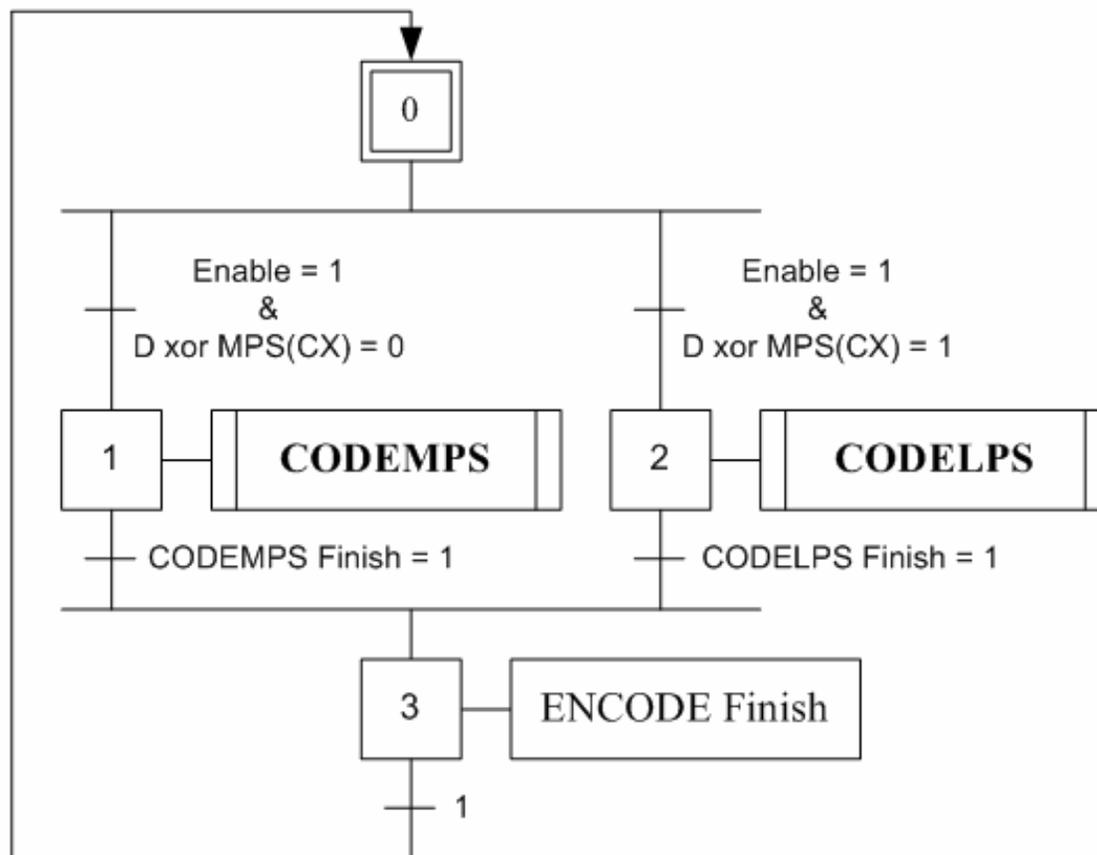 0
Enable = 1
&
D xor MPS(CX) = 0
Enable = 1
&
D xor MPS(CX) = 1
1
CODEMPS
2
CODELPS
CODEMPS Finish = 1
CODELPS Finish = 1
3
ENCODE Finish
1